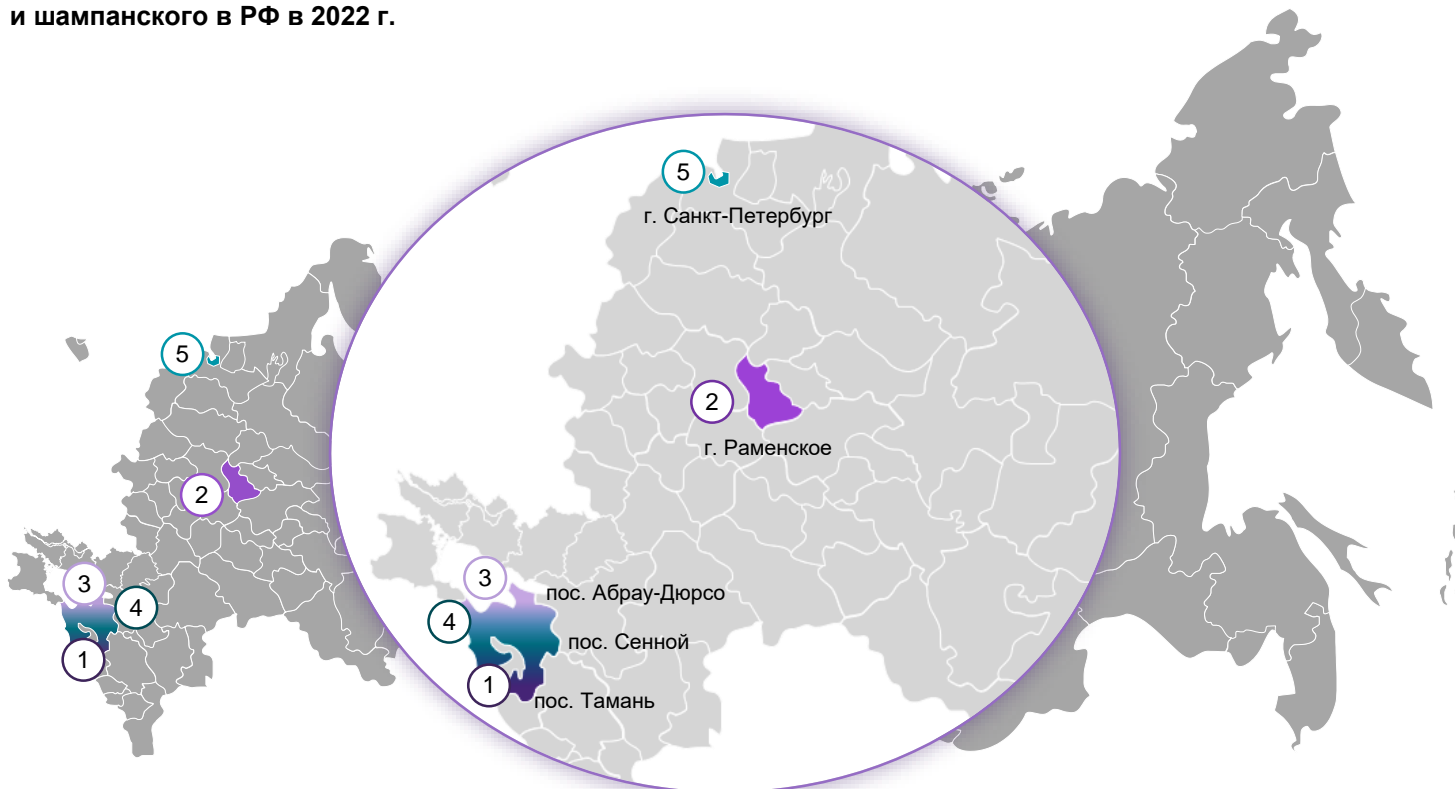 и шампанского в РФ в 2022 г.
5
г. Санкт-Петербург
5
2
г. Раменское
2
3
пос. Абрау-Дюрсо
3
4
4
пос. Сенной
1
1
пос. Тамань